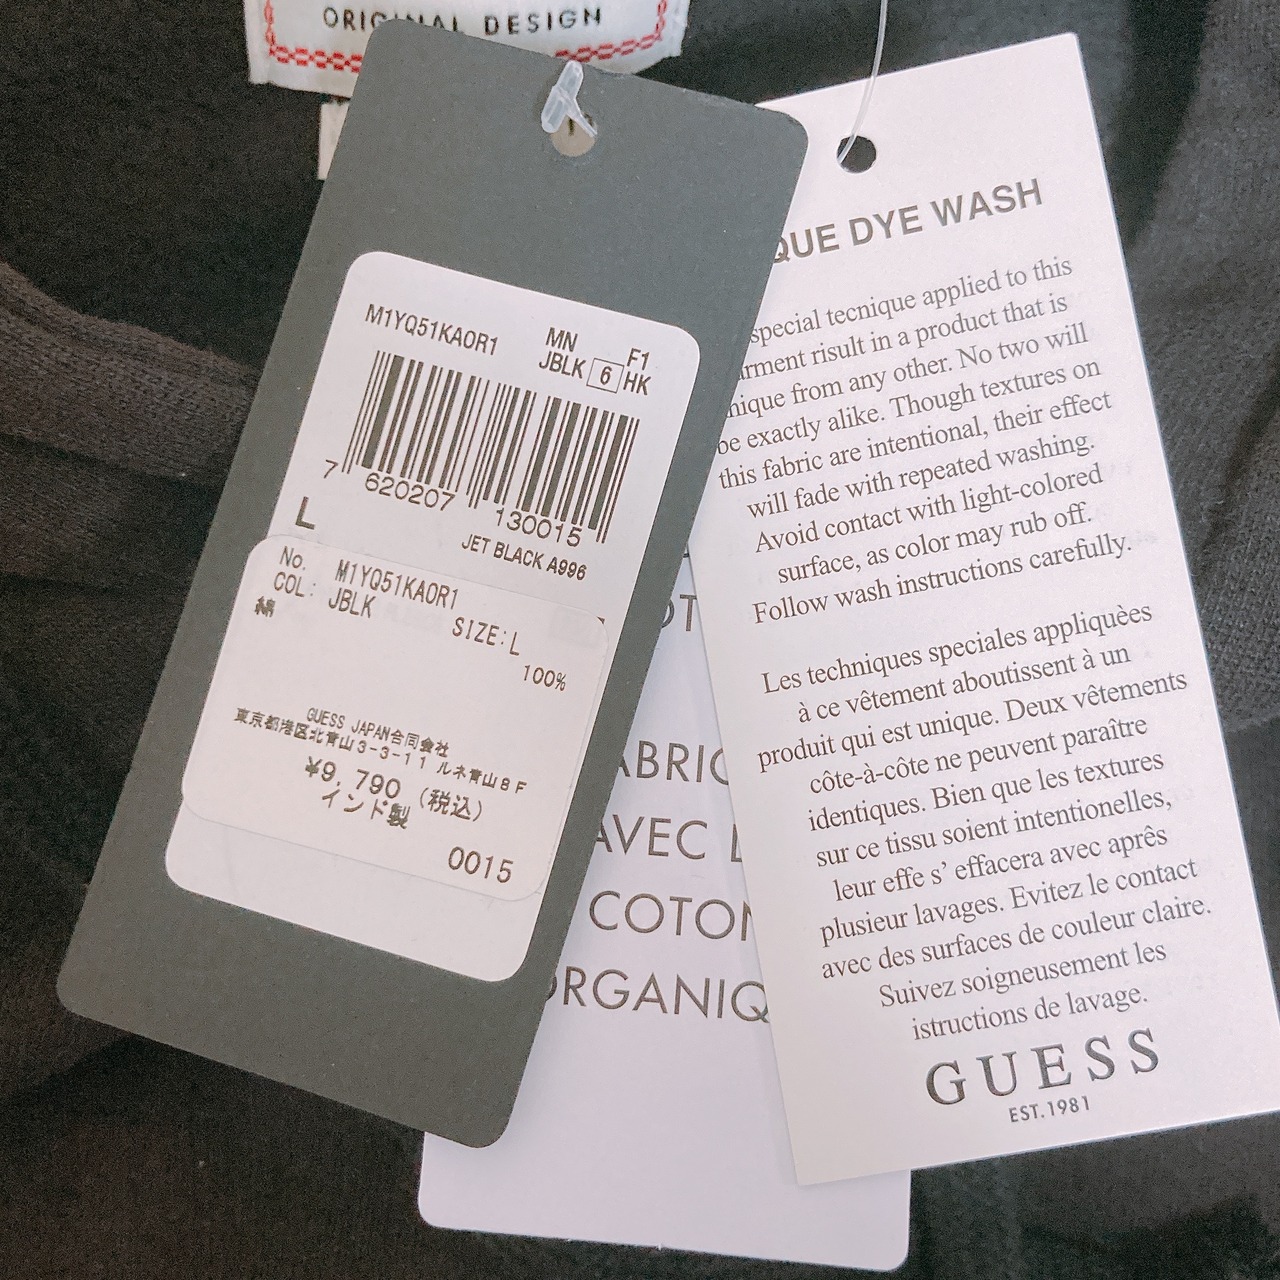 ORIGINAL DESIGN
M1YQ51KA0R1
MN F1
JBLK 6 HK
7 620207 130015
L
JET BLACK A996
No. M1YQ51KA0R1
COL: JBLK SIZE:L
綿 100%
GUESS JAPAN合同会社
東京都港区北青山3-3-11 ルネ青山8F
¥9,790 (税込)
インド製
0015
QUE DYE WASH
special tecnique applied to this
rment risult in a product that is
nique from any other. No two will
be exactly alike. Though textures on
this fabric are intentional, their effect
will fade with repeated washing.
Avoid contact with light-colored
surface, as color may rub off.
Follow wash instructions carefully.
Les techniques speciales appliquèes
à ce vêtement aboutissent à un
produit qui est unique. Deux vêtements
côte-à-côte ne peuvent paraître
identiques. Bien que les textures
sur ce tissu soient intentionelles,
leur effe s' effacera avec aprês
plusieur lavages. Evitez le contact
avec des surfaces de couleur claire.
Suivez soigneusement les
istructions de lavage.
GUESS
EST.1981
OT
ABRIC
AVEC
COTON
ORGANIQ